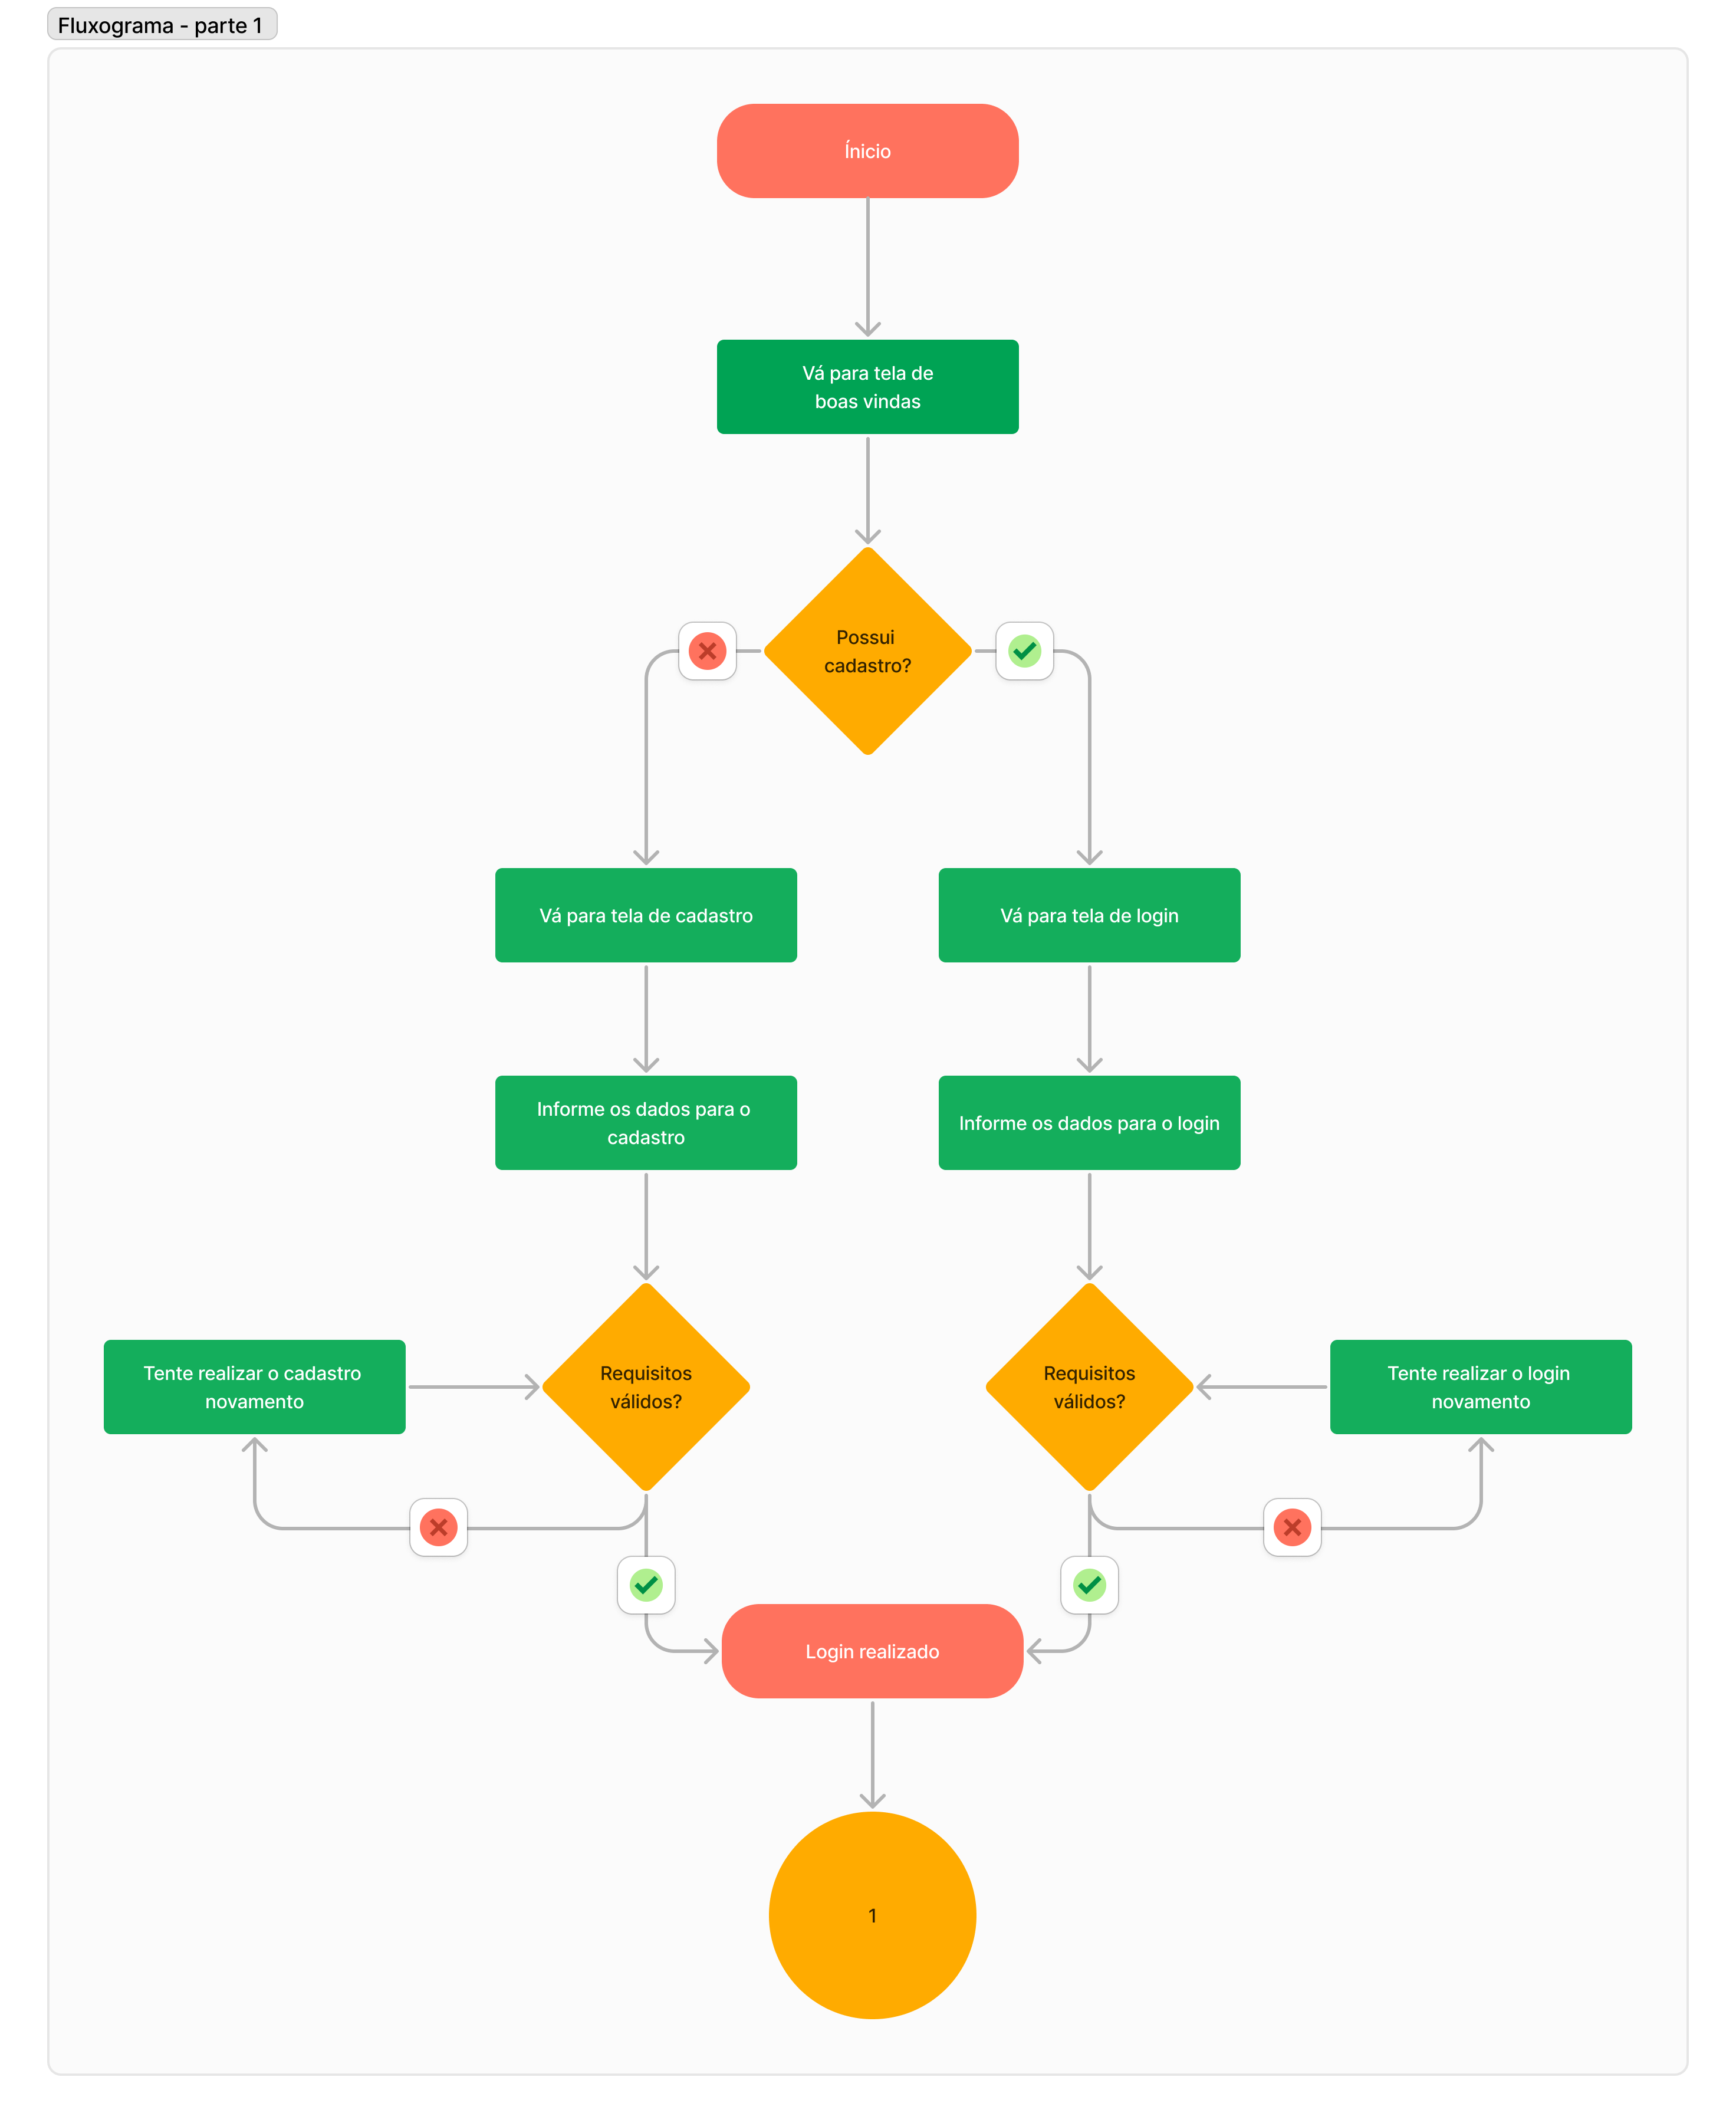 Fluxograma - parte 1
Ínicio
Vá para tela de
boas vindas
Possui
cadastro?
Vá para tela de cadastro
Vá para tela de login
Informe os dados para o
cadastro
Informe os dados para o login
Tente realizar o cadastro
novamento
Requisitos
válidos?
Requisitos
válidos?
Tente realizar o login
novamento
Login realizado
1